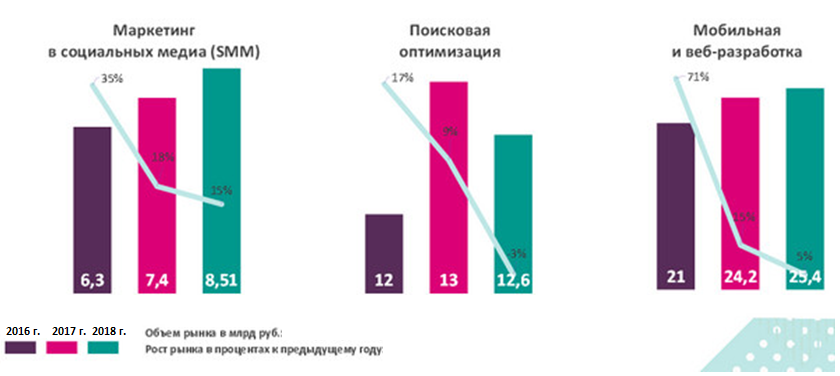 Маркетинг
в социальных медиа (SMM)
35%
18%
15%
6,3
7,4
8,51
Поисковая
оптимизация
17%
9%
-3%
12
13
12,6
Мобильная
и веб-разработка
71%
15%
5%
21
24,2
25,4
2016 г.
2017 г.
2018 г.
Объем рынка в млрд руб.:
Рост рынка в процентах к предыдущему году